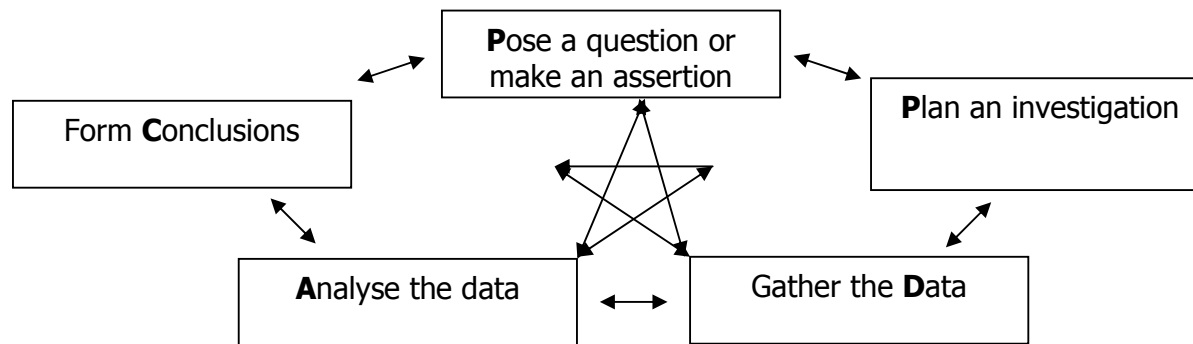 Pose a question or
make an assertion
Plan an investigation
Form Conclusions
Gather the Data
Analyse the data